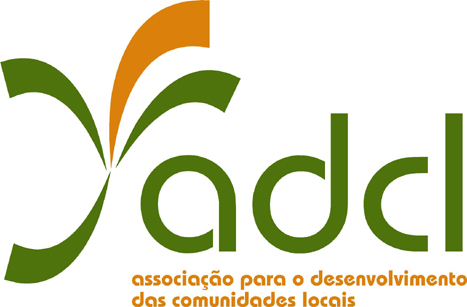 adcl
associação para o desenvolvimento
das comunidades locais